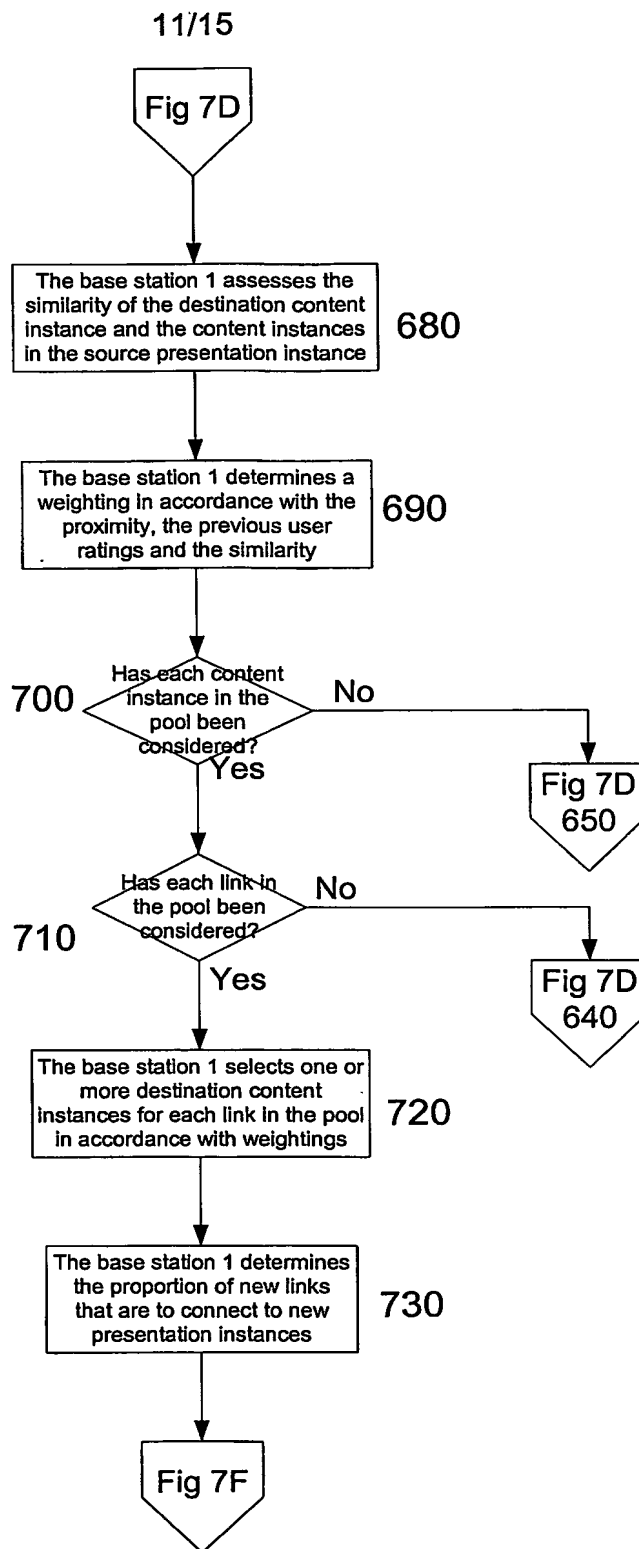 11/15
Fig 7D
The base station 1 assesses the
similarity of the destination content
instance and the content instances
in the source presentation instance
680
The base station 1 determines a
weighting in accordance with the
proximity, the previous user
ratings and the similarity
690
700
Has each content
instance in the
pool been
considered?
No
Yes
Fig 7D
650
710
Has each link in
the pool been
considered?
No
Yes
Fig 7D
640
The base station 1 selects one or
more destination content
instances for each link in the pool
in accordance with weightings
720
The base station 1 determines
the proportion of new links
that are to connect to new
presentation instances
730
Fig 7F